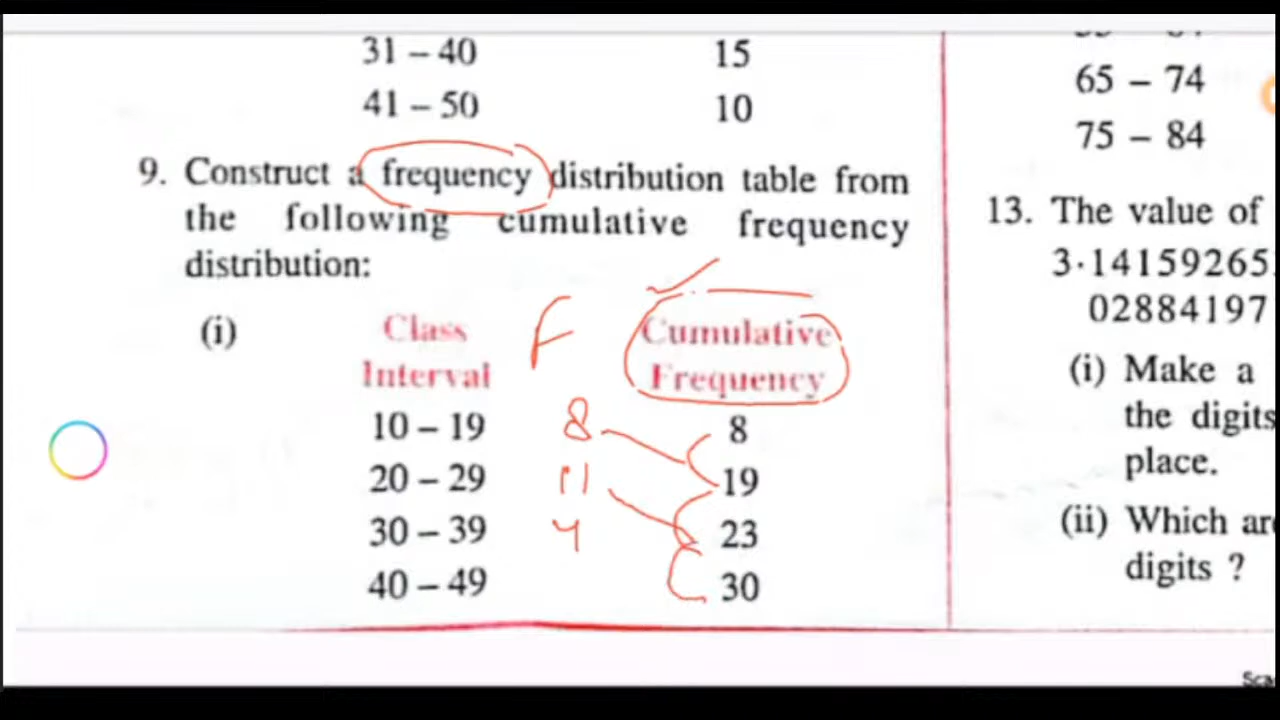 31 – 40 15
41 – 50 10
9. Construct a frequency distribution table from
the following cumulative frequency
distribution:
(i) Class F Cumulative
Interval Frequency
10 – 19 8 8
20 – 29 11 19
30 – 39 4 23
40 – 49 30
65 – 74
75 – 84
13. The value of
3·14159265
02884197
(i) Make a
the digits
place.
(ii) Which are
digits ?